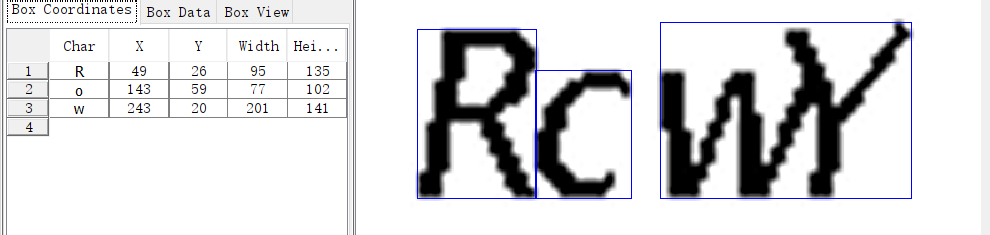 Box Coordinates Box Data Box View
Char X Y Width Hei...
1 R 49 26 95 135
2 o 143 59 77 102
3 w 243 20 201 141
4
Rc WY